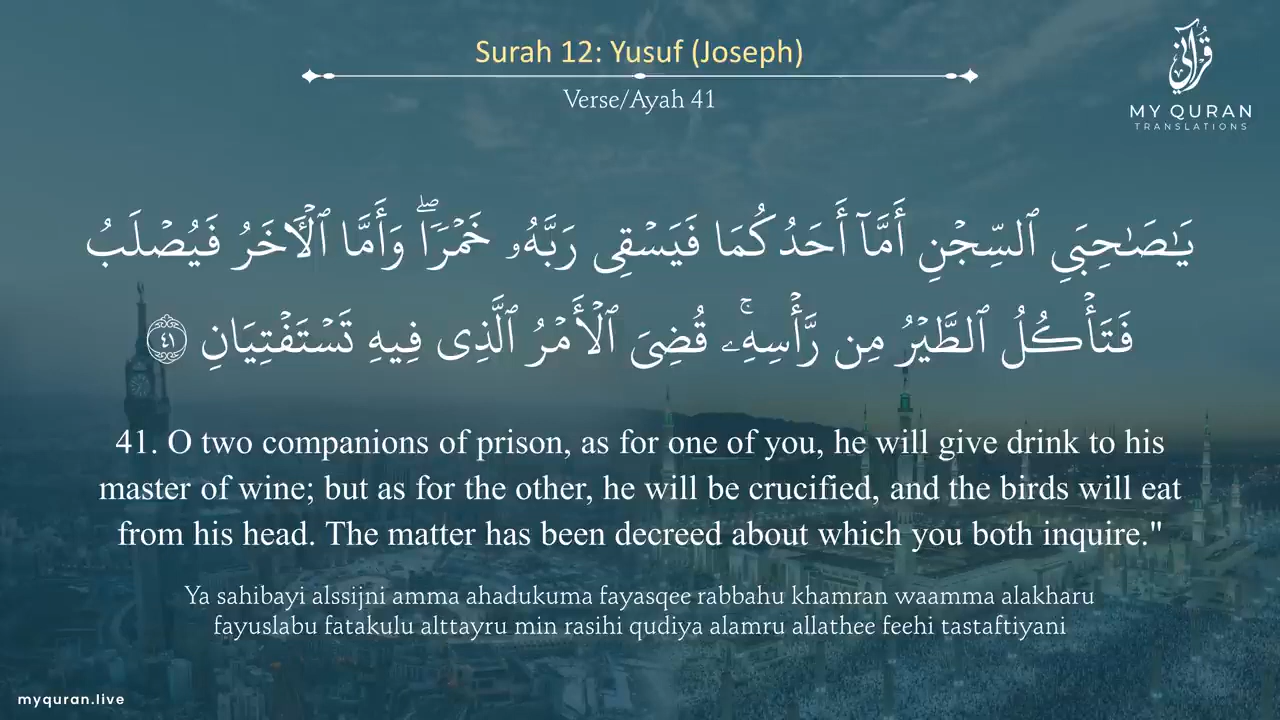 Surah 12: Yusuf (Joseph)
Verse/Ayah 41
قرآني
MY QURAN
TRANSLATIONS
يَـٰصَـٰحِبَىِ ٱلسِّجْنِ أَمَّآ أَحَدُكُمَا فَيَسْقِى رَبَّهُۥ خَمْرًا ۖ وَأَمَّا ٱلْـَٔاخَرُ فَيُصْلَبُ
فَتَأْكُلُ ٱلطَّيْرُ مِن رَّأْسِهِۦ ۚ قُضِىَ ٱلْأَمْرُ ٱلَّذِى فِيهِ تَسْتَفْتِيَانِ ٤١
41. O two companions of prison, as for one of you, he will give drink to his
master of wine; but as for the other, he will be crucified, and the birds will eat
from his head. The matter has been decreed about which you both inquire."
Ya sahibayi alssijni amma ahadukuma fayasqee rabbahu khamran waamma alakharu
fayuslabu fatakulu alttayru min rasihi qudiya alamru allathee feehi tastaftiyani
myquran.live